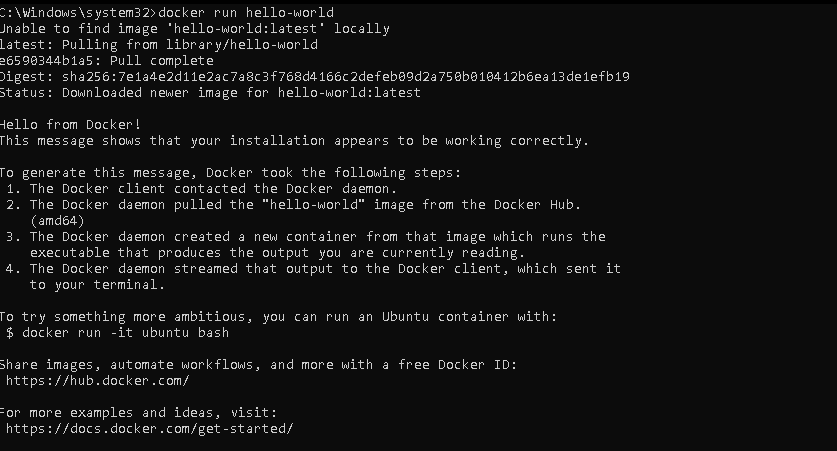 C:\Windows\system32>docker run hello-world
Unable to find image 'hello-world:latest' locally
latest: Pulling from library/hello-world
e6590344b1a5: Pull complete
Digest: sha256:7e1a4e2d11e2ac7a8c3f768d4166c2defeb09d2a750b010412b6ea13de1efb19
Status: Downloaded newer image for hello-world:latest

Hello from Docker!
This message shows that your installation appears to be working correctly.

To generate this message, Docker took the following steps:
 1. The Docker client contacted the Docker daemon.
 2. The Docker daemon pulled the "hello-world" image from the Docker Hub.
    (amd64)
 3. The Docker daemon created a new container from that image which runs the
    executable that produces the output you are currently reading.
 4. The Docker daemon streamed that output to the Docker client, which sent it
    to your terminal.

To try something more ambitious, you can run an Ubuntu container with:
 $ docker run -it ubuntu bash

Share images, automate workflows, and more with a free Docker ID:
 https://hub.docker.com/

For more examples and ideas, visit:
 https://docs.docker.com/get-started/